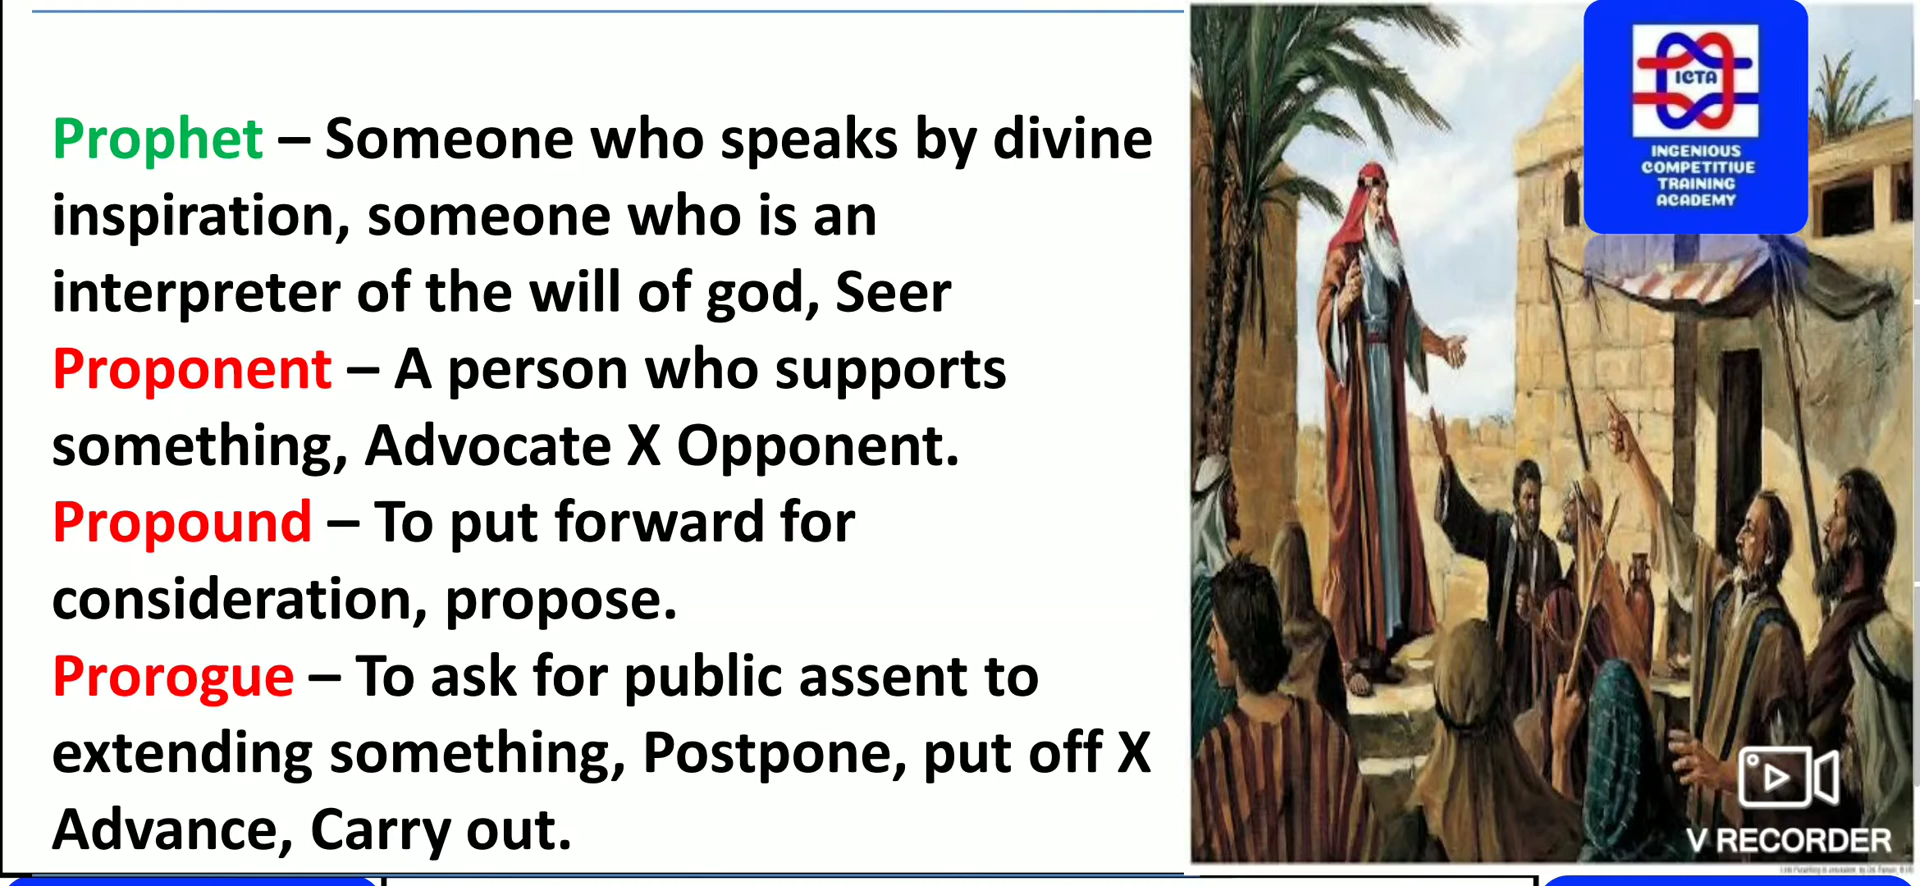 Prophet – Someone who speaks by divine
inspiration, someone who is an
interpreter of the will of god, Seer
Proponent – A person who supports
something, Advocate X Opponent.
Propound – To put forward for
consideration, propose.
Prorogue – To ask for public assent to
extending something, Postpone, put off X
Advance, Carry out.
ICTA
INGENIOUS
COMPETITIVE
TRAINING
ACADEMY
V RECORDER